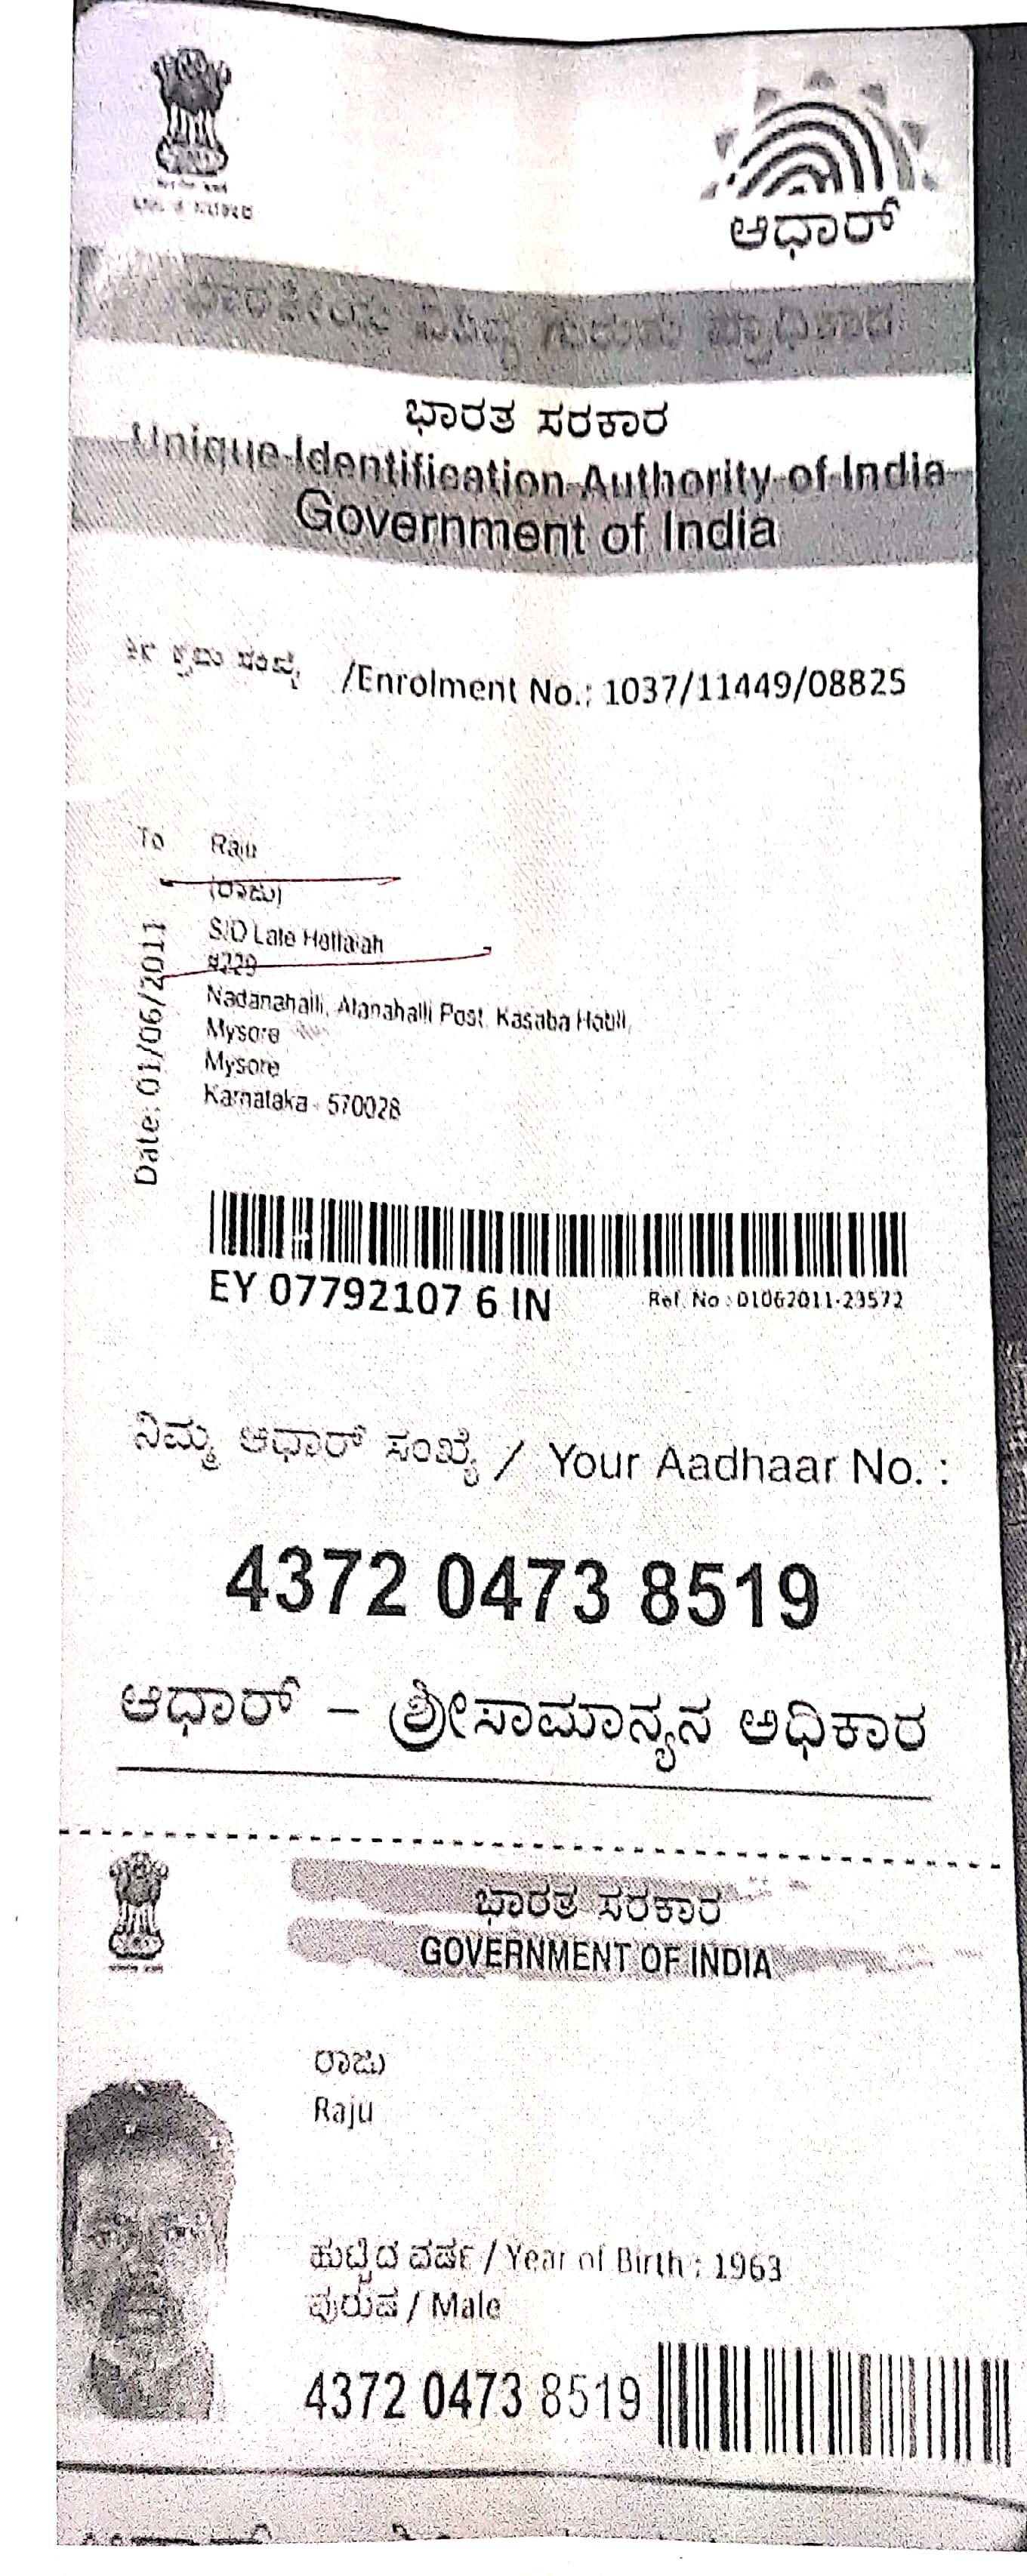 ಆಧಾರ್
ಭಾರತ ಸರಕಾರ
Unique Identification Authority of India
Government of India
/Enrolment No.: 1037/11449/08825
To
Raju
(ರಾಜು)
S/O Late
#229
Nadanahalli, Alanahalli Post, Kasaba Hobli,
Mysore
Mysore
Karnataka - 570028
Date: 01/06/2011
EY 07792107 6 IN
Ref. No : 01062011-23572
ನಿಮ್ಮ ಆಧಾರ್ ಸಂಖ್ಯೆ / Your Aadhaar No. :
4372 0473 8519
ಆಧಾರ್ – ಶ್ರೀಸಾಮಾನ್ಯನ ಅಧಿಕಾರ
ಭಾರತ ಸರಕಾರ
GOVERNMENT OF INDIA
ರಾಜು
Raju
ಹುಟ್ಟಿದ ವರ್ಷ / Year of Birth : 1963
ಪುರುಷ / Male
4372 0473 8519